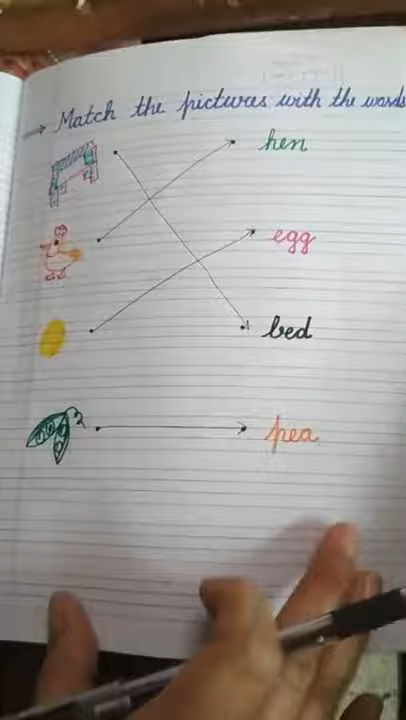 → Match the pictures with the words
hen
egg
bed
pea